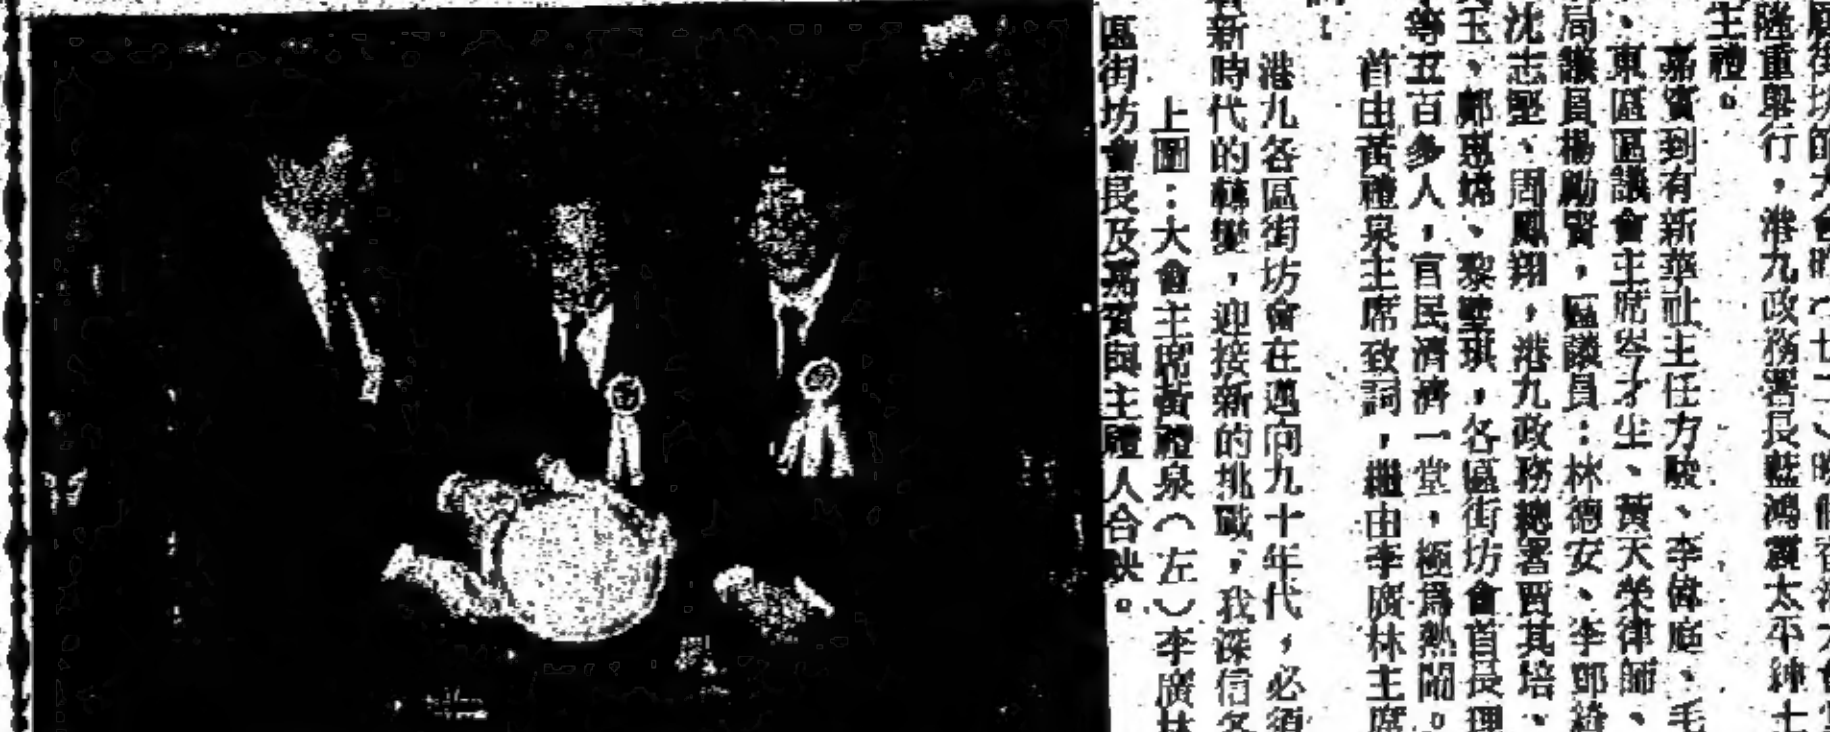 隆重舉行，港九政務署長藍鴻震太平紳士
主禮。
嘉賓到有新華社主任方駿、李偉庭、毛
、東區區議會主席岑才生、黃天榮律師、
局議員楊勵賢，區議員：林德安、李鄧
沈志堅、周鳳翔，港九政務總署賈其培、
玉、鄭惠娣、黎，各區街坊會首長理
等五百多人，官民濟濟一堂，極爲熱鬧。
首由黃禮泉主席致詞，繼由李廣林主席
港九各區街坊會在邁向九十年代，必須
新時代的轉變，迎接新的挑戰，我深信各
上圖：大會主席黃禮泉（左）李廣林
區街坊會長及嘉賓與主禮人合映。